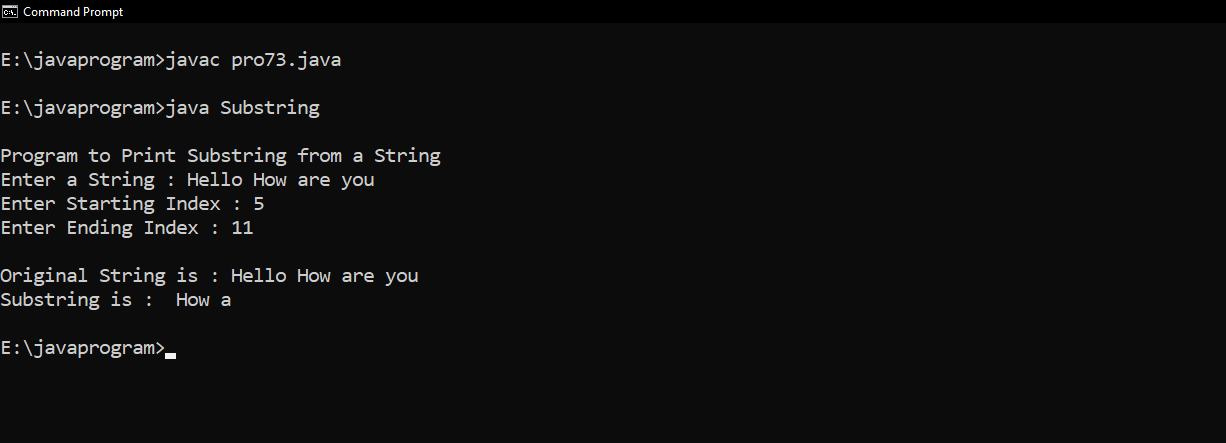 Command Prompt
E:\javaprogram>javac pro73.java
E:\javaprogram>java Substring
Program to Print Substring from a String
Enter a String : Hello How are you
Enter Starting Index : 5
Enter Ending Index : 11
Original String is : Hello How are you
Substring is :  How a
E:\javaprogram>